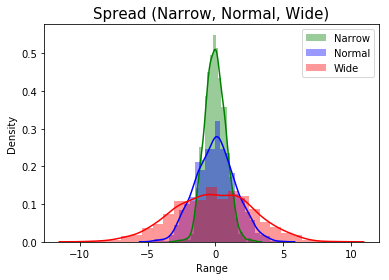 Spread (Narrow, Normal, Wide)
Narrow
Normal
Wide
Density
0.5
0.4
0.3
0.2
0.1
0.0
−10
−5
0
5
10
Range